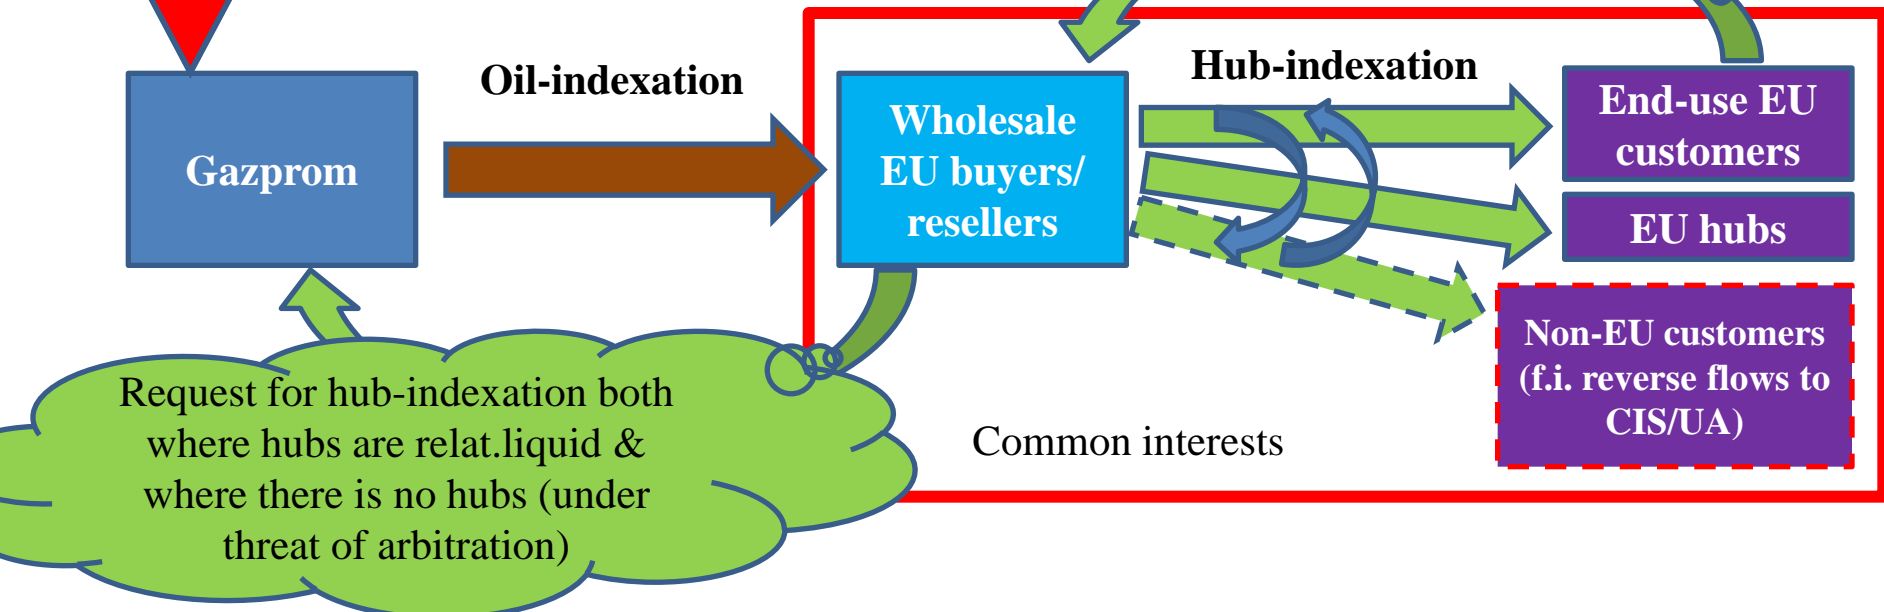 Oil-indexation
Hub-indexation
Gazprom
Wholesale
EU buyers/
resellers
End-use EU
customers
EU hubs
Non-EU customers
(f.i. reverse flows to
CIS/UA)
Request for hub-indexation both
where hubs are relat.liquid &
where there is no hubs (under
threat of arbitration)
Common interests